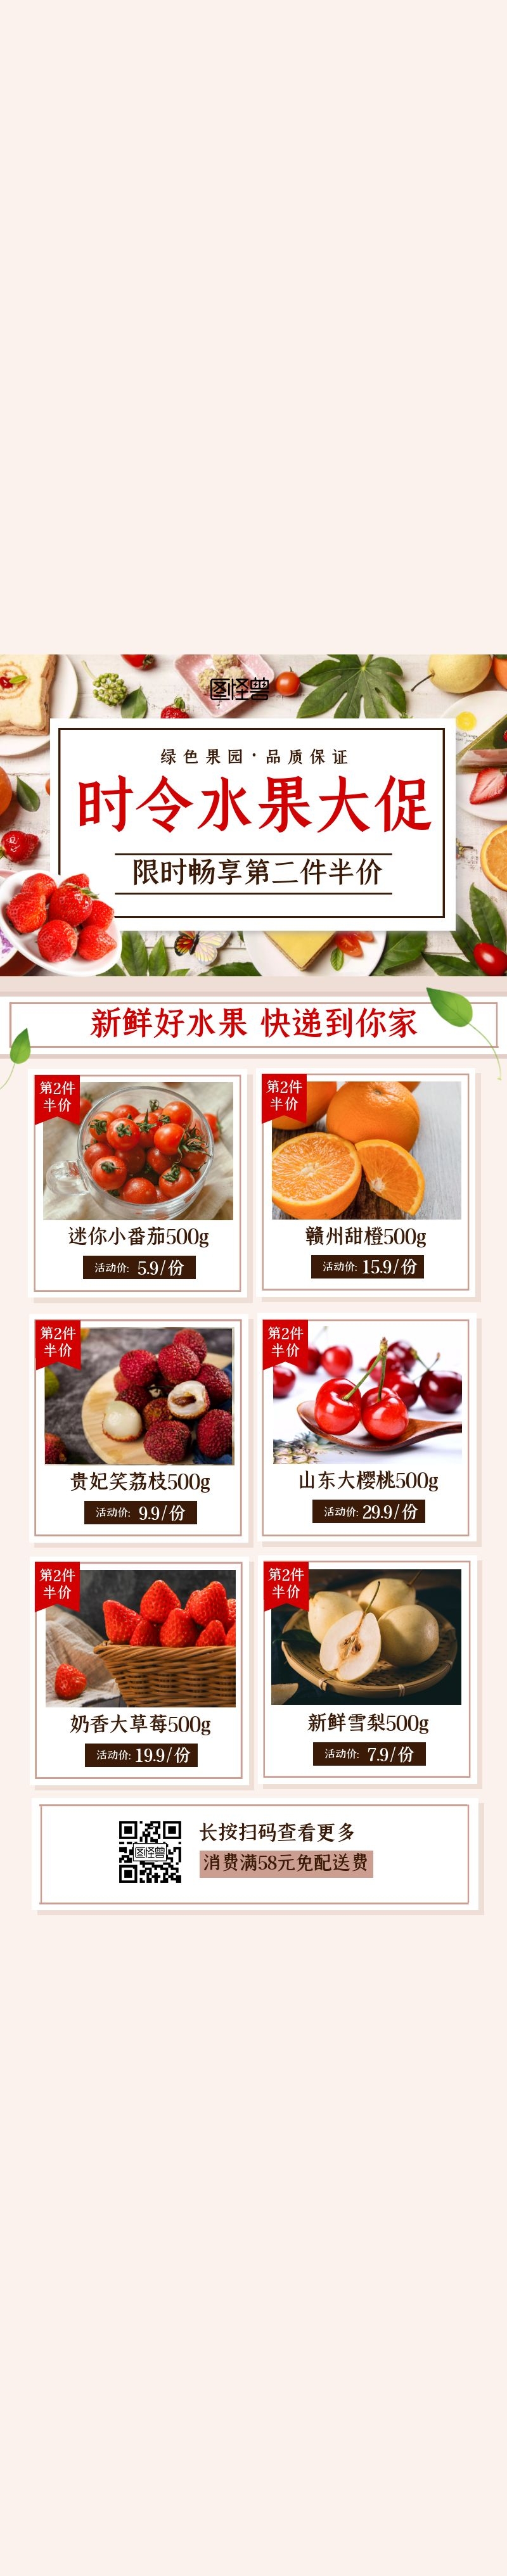 图怪兽
绿色果园·品质保证
时令水果大促
限时畅享第二件半价
新鲜好水果 快递到你家
第2件
半价
迷你小番茄500g
活动价: 5.9/份
第2件
半价
赣州甜橙500g
活动价: 15.9/份
第2件
半价
贵妃笑荔枝500g
活动价: 9.9/份
第2件
半价
山东大樱桃500g
活动价: 29.9/份
第2件
半价
奶香大草莓500g
活动价: 19.9/份
第2件
半价
新鲜雪梨500g
活动价: 7.9/份
图怪兽
长按扫码查看更多
消费满58元免配送费